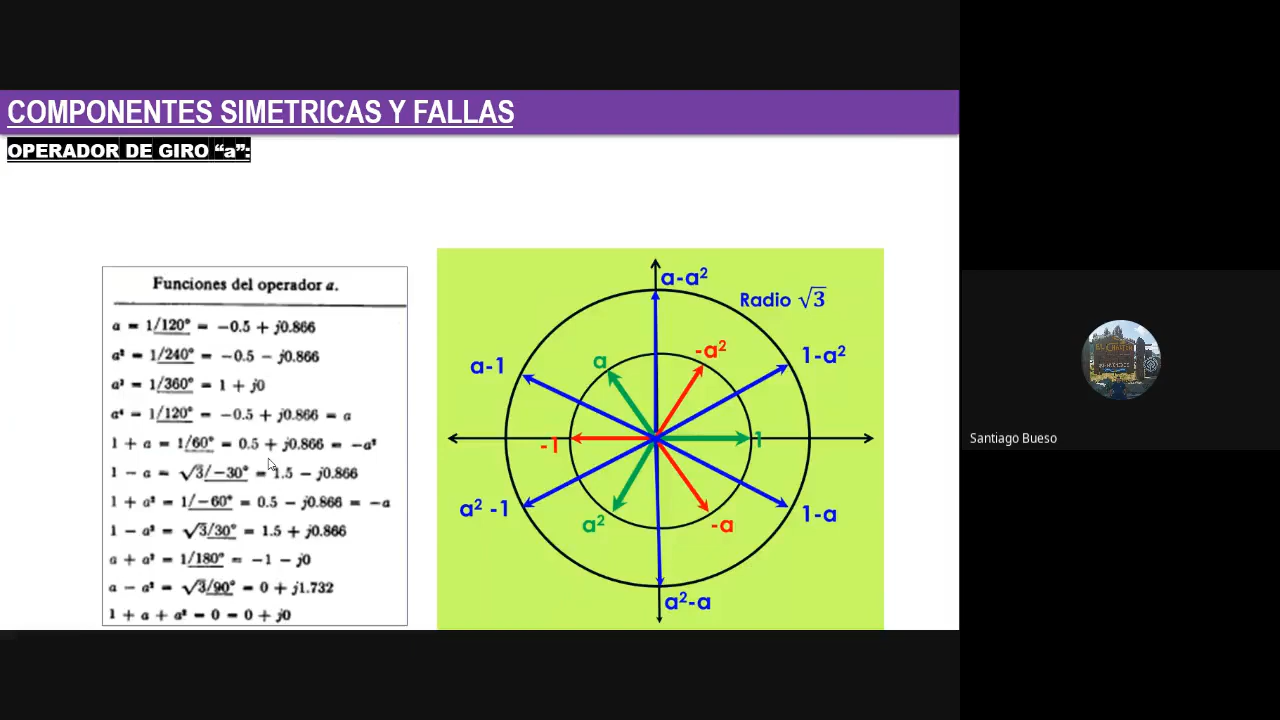 COMPONENTES SIMETRICAS Y FALLAS
OPERADOR DE GIRO “a”:
Funciones del operador a.
a = 1/120° = -0.5 + j0.866
a² = 1/240° = -0.5 - j0.866
a³ = 1/360° = 1 + j0
a⁴ = 1/120° = -0.5 + j0.866 = a
1 + a = 1/60° = 0.5 + j0.866 = -a²
1 - a = √3/-30° = 1.5 - j0.866
1 + a² = 1/-60° = 0.5 - j0.866 = -a
1 - a² = √3/30° = 1.5 + j0.866
a + a² = 1/180° = -1 - j0
a - a² = √3/90° = 0 + j1.732
1 + a + a² = 0 = 0 + j0
a-a²
Radio √3
-a²
1-a²
a
a-1
-1
1
a² -1
a²
-a
1-a
a²-a
Santiago Bueso